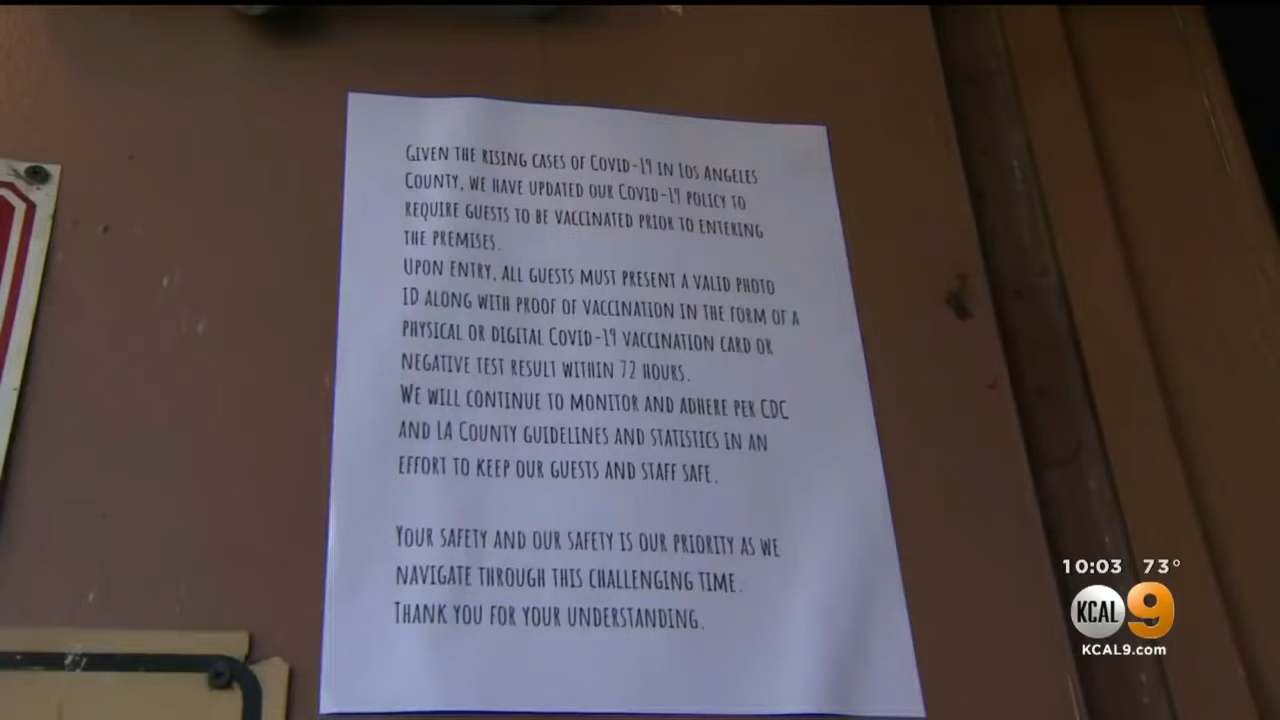 Given the rising cases of Covid-19 in Los Angeles
County, we have updated our Covid-19 policy to
require guests to be vaccinated prior to entering
the premises.
Upon entry, all guests must present a valid photo
ID along with proof of vaccination in the form of a
physical or digital Covid-19 vaccination card or
negative test result within 72 hours.
We will continue to monitor and adhere per CDC
and LA County guidelines and statistics in an
effort to keep our guests and staff safe.
Your safety and our safety is our priority as we
navigate through this challenging time.
Thank you for your understanding.
10:03 73°
KCAL 9
KCAL9.com